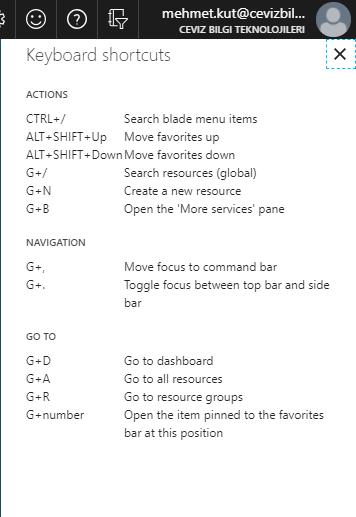 mehmet.kut@cevizbil...
CEVIZ BILGI TEKNOLOJILERI
Keyboard shortcuts
ACTIONS
CTRL+/ Search blade menu items
ALT+SHIFT+Up Move favorites up
ALT+SHIFT+Down Move favorites down
G+/ Search resources (global)
G+N Create a new resource
G+B Open the 'More services' pane
NAVIGATION
G+, Move focus to command bar
G+. Toggle focus between top bar and side
bar
GO TO
G+D Go to dashboard
G+A Go to all resources
G+R Go to resource groups
G+number Open the item pinned to the favorites
bar at this position